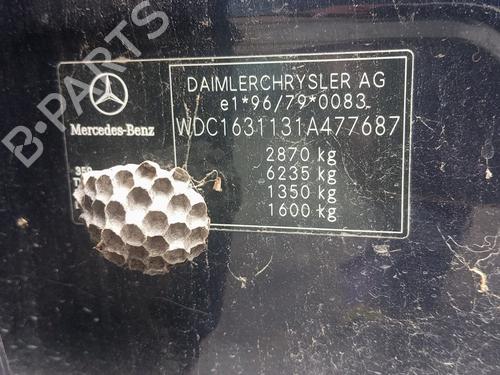 B-PARTS
Mercedes-Benz
DAIMLERCHRYSLER AG
e1*96/79*0083
WDC1631131A477687
2870 kg
6235 kg
1350 kg
1600 kg